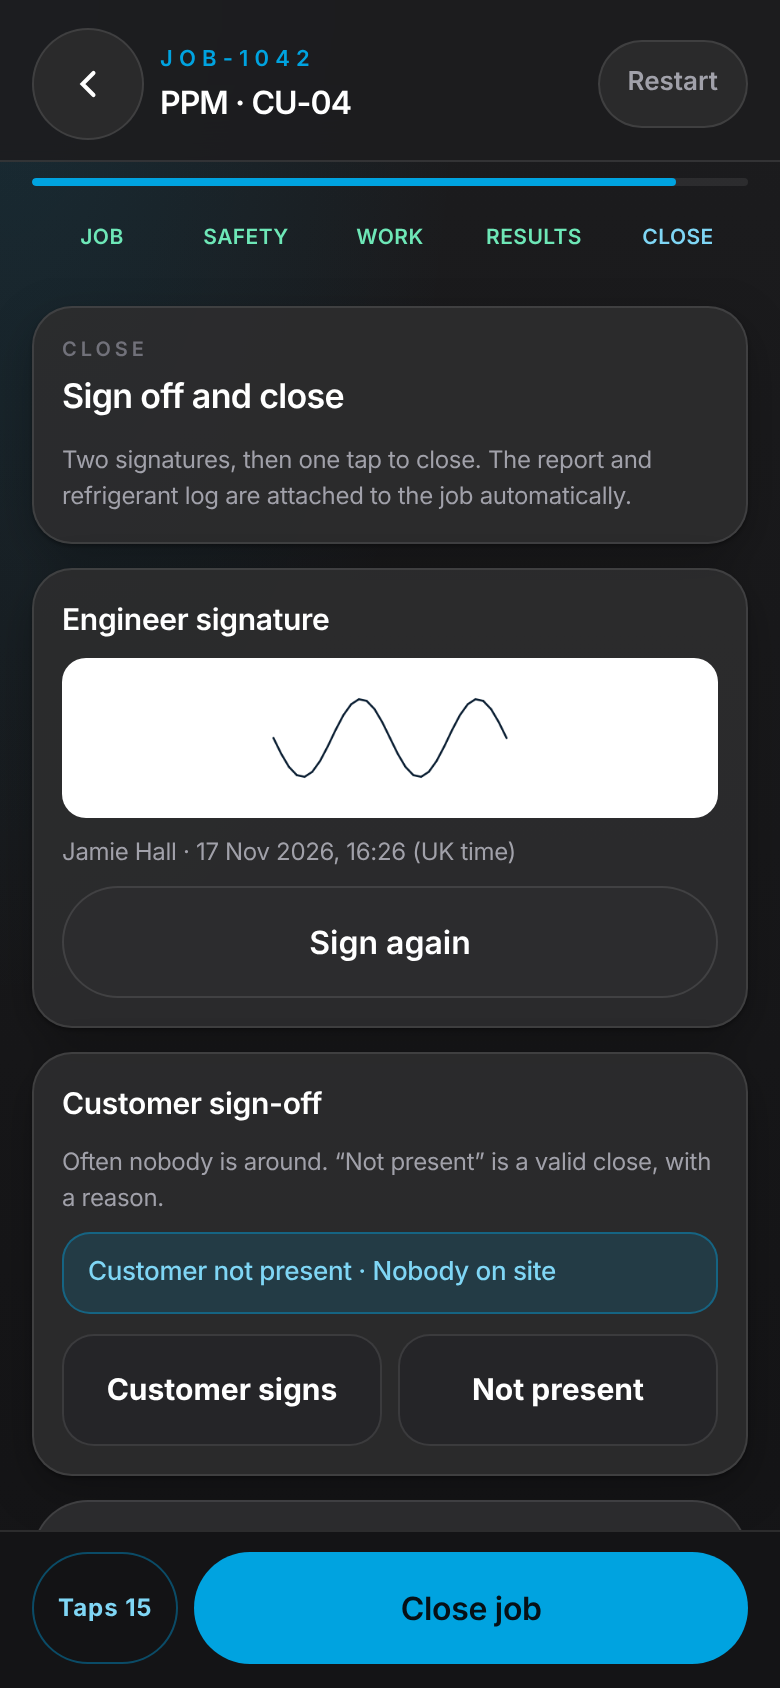 JOB-1042
PPM · CU-04
Restart
JOB
SAFETY
WORK
RESULTS
CLOSE
CLOSE
Sign off and close
Two signatures, then one tap to close. The report and
refrigerant log are attached to the job automatically.
Engineer signature
Jamie Hall · 17 Nov 2026, 16:26 (UK time)
Sign again
Customer sign-off
Often nobody is around. “Not present” is a valid close, with
a reason.
Customer not present · Nobody on site
Customer signs
Not present
Taps 15
Close job